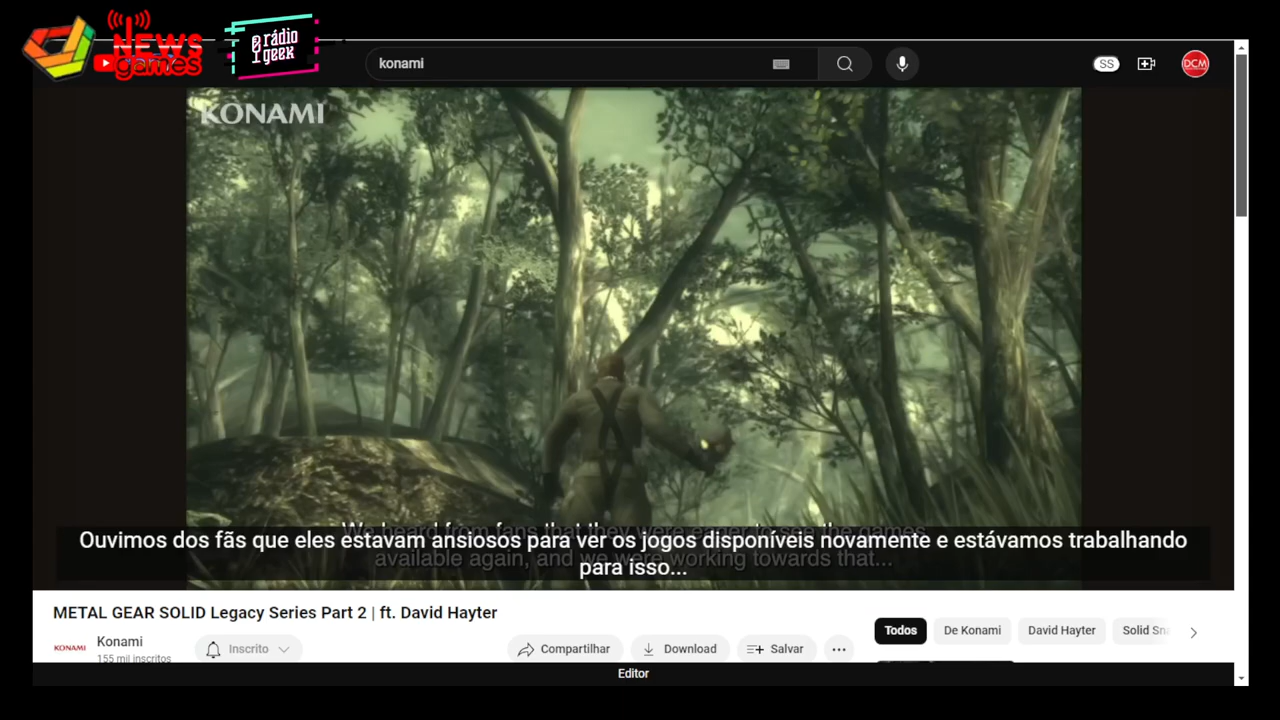 NEWS
games
rádio
geek
konami
SS
DCM
KONAMI
We heard from fans that they were eager to see the games
available again, and we were working towards that...
Ouvimos dos fãs que eles estavam ansiosos para ver os jogos disponíveis novamente e estávamos trabalhando
para isso...
METAL GEAR SOLID Legacy Series Part 2 | ft. David Hayter
KONAMI
Konami
155 mil inscritos
Inscrito
Compartilhar
Download
Salvar
Todos
De Konami
David Hayter
Solid Sn
Editor